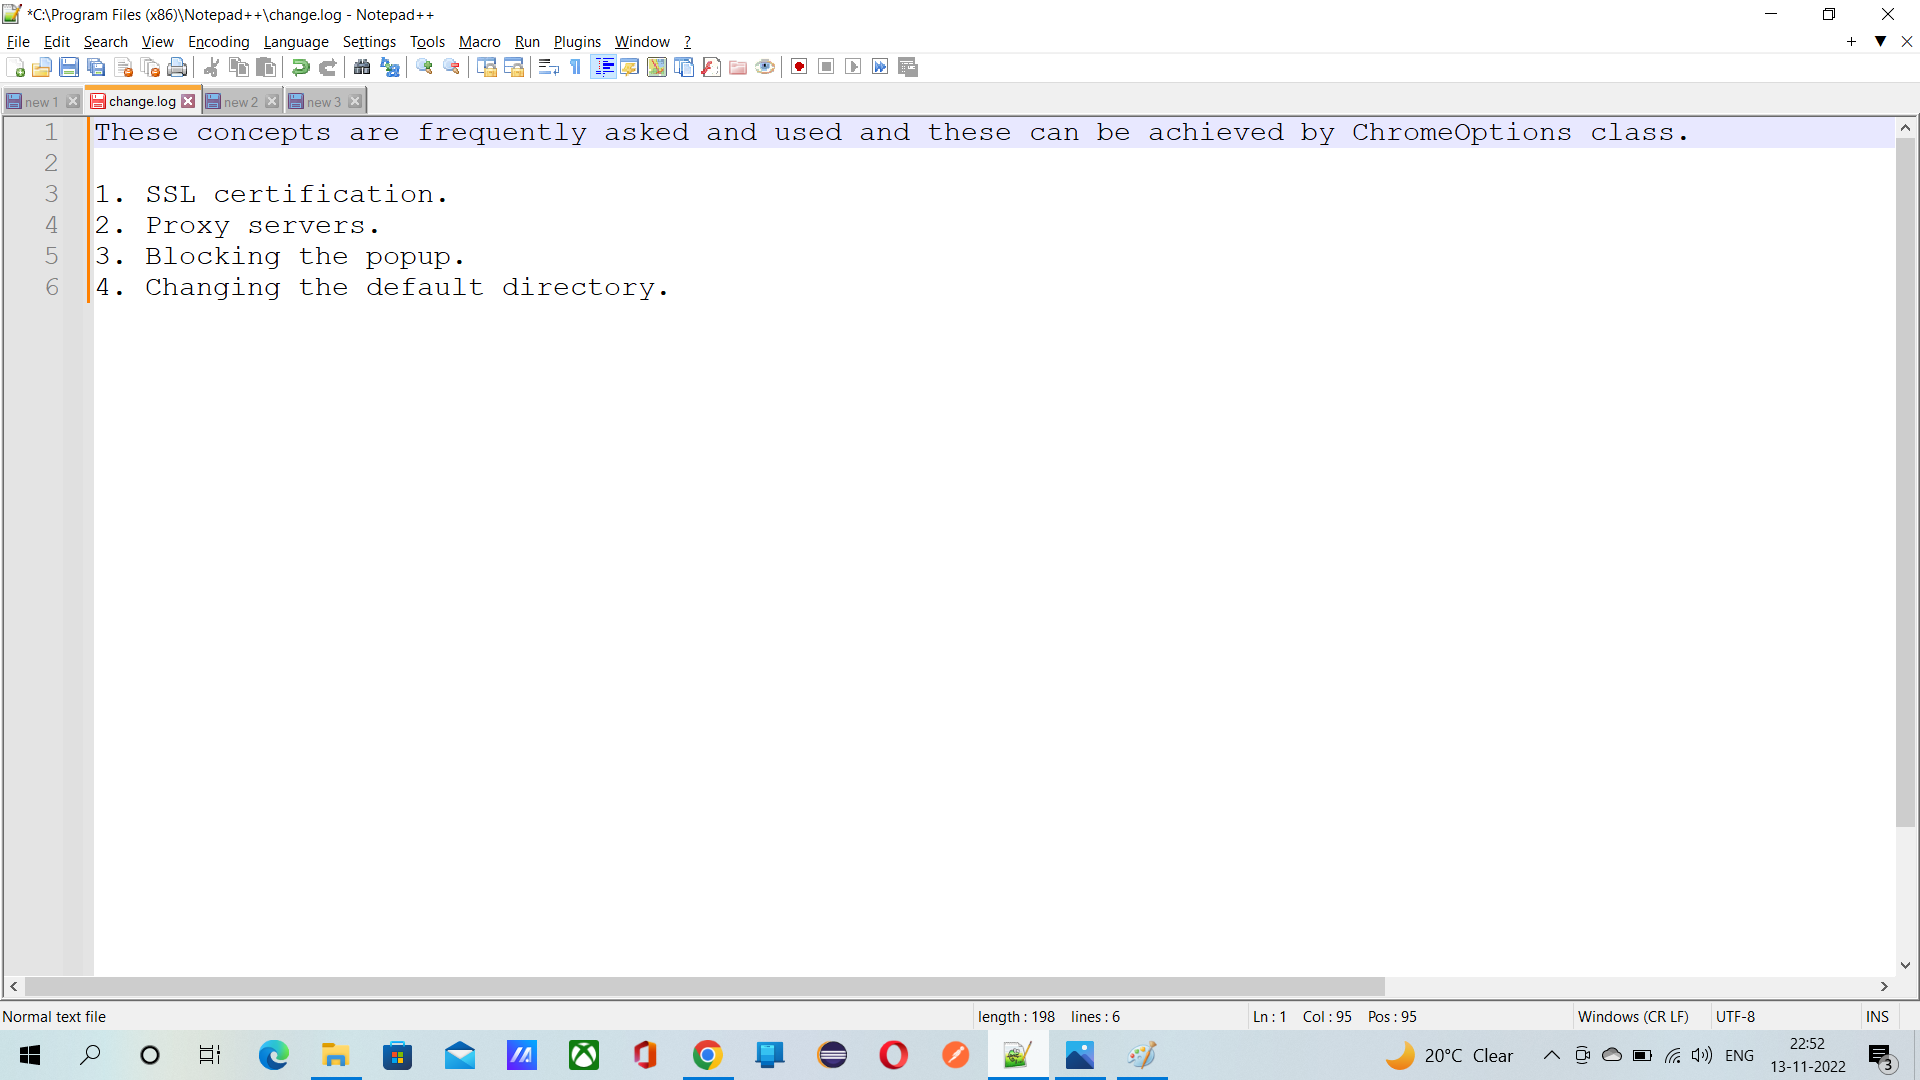 *C:\Program Files (x86)\Notepad++\change.log - Notepad++
File Edit Search View Encoding Language Settings Tools Macro Run Plugins Window ?
new 1 change.log new 2 new 3
1 These concepts are frequently asked and used and these can be achieved by ChromeOptions class.
2
3 1. SSL certification.
4 2. Proxy servers.
5 3. Blocking the popup.
6 4. Changing the default directory.
Normal text file length : 198 lines : 6 Ln : 1 Col : 95 Pos : 95 Windows (CR LF) UTF-8 INS
20°C Clear ENG 22:52
13-11-2022 3